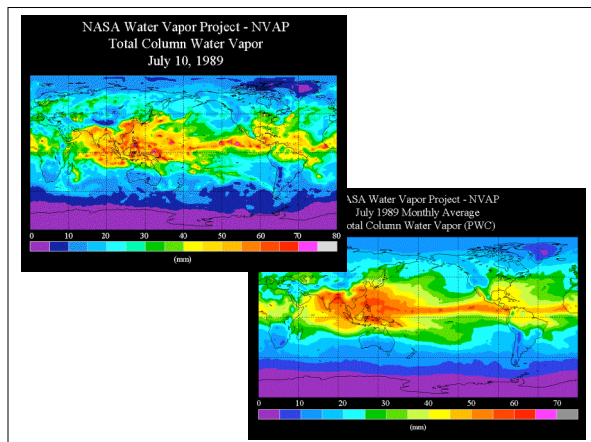 NASA Water Vapor Project - NVAP
Total Column Water Vapor
July 10, 1989
0 10 20 30 40 50 60 70 80
(mm)
ASA Water Vapor Project - NVAP
July 1989 Monthly Average
otal Column Water Vapor (PWC)
0 10 20 30 40 50 60 70
(mm)